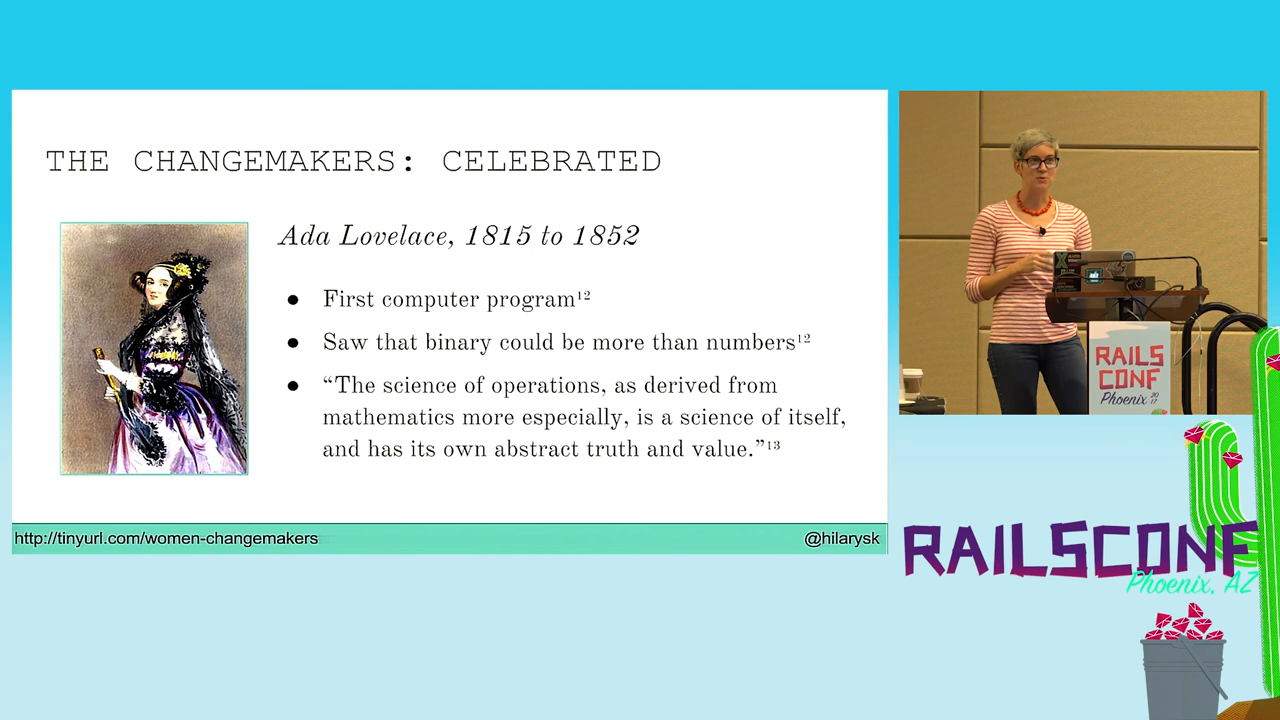 THE CHANGEMAKERS: CELEBRATED
Ada Lovelace, 1815 to 1852
● First computer program¹²
● Saw that binary could be more than numbers¹²
● “The science of operations, as derived from
mathematics more especially, is a science of itself,
and has its own abstract truth and value.”¹³
http://tinyurl.com/women-changemakers
@hilarysk
RAILS
CONF
Phoenix 20
17
RAILSCONF
Phoenix, AZ